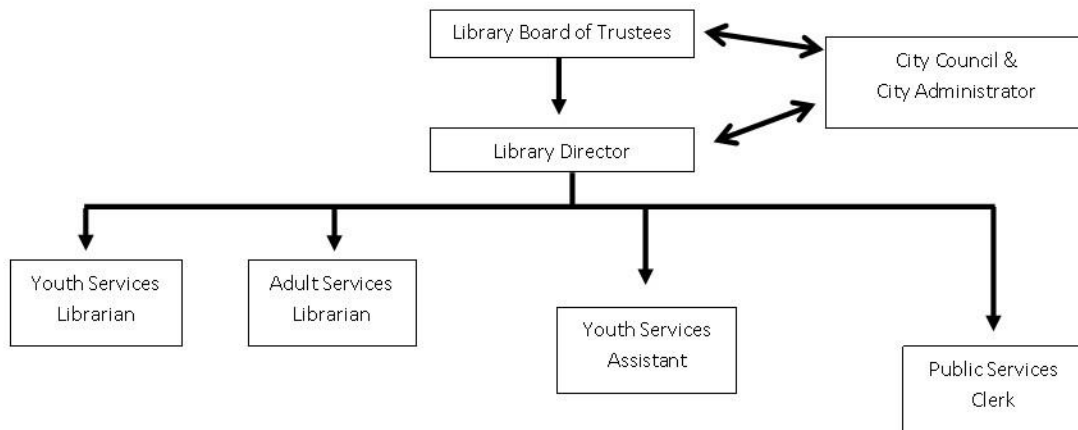 Library Board of Trustees
City Council &
City Administrator
Library Director
Youth Services
Librarian
Adult Services
Librarian
Youth Services
Assistant
Public Services
Clerk